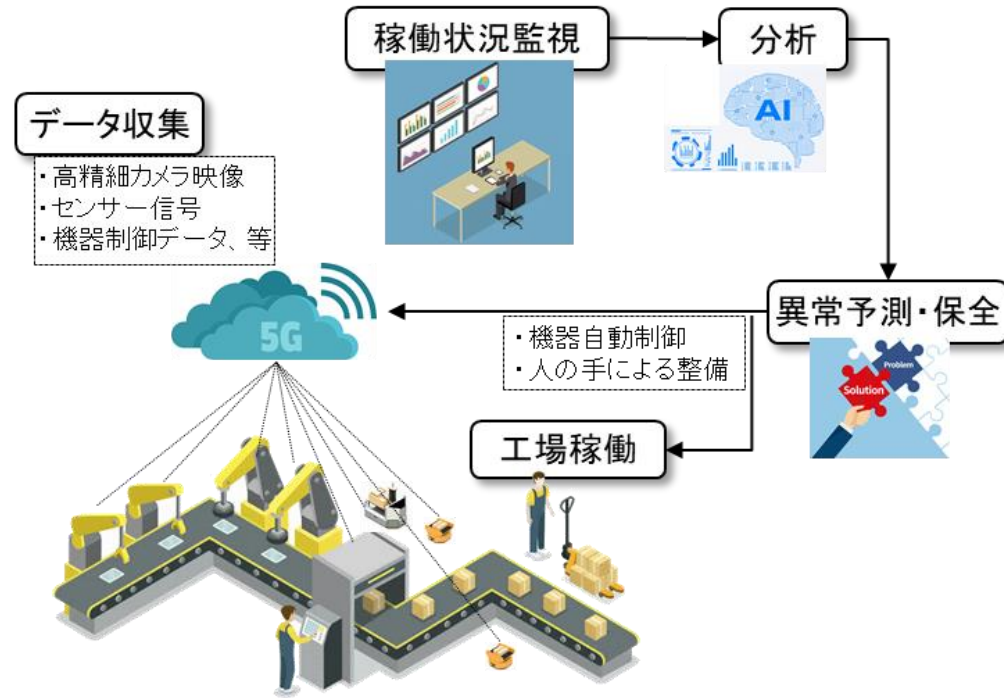 稼働状況監視
分析
AI
データ収集
・高精細カメラ映像
・センサー信号
・機器制御データ、等
5G
異常予測・保全
・機器自動制御
・人の手による整備
Problem
Solution
工場稼働